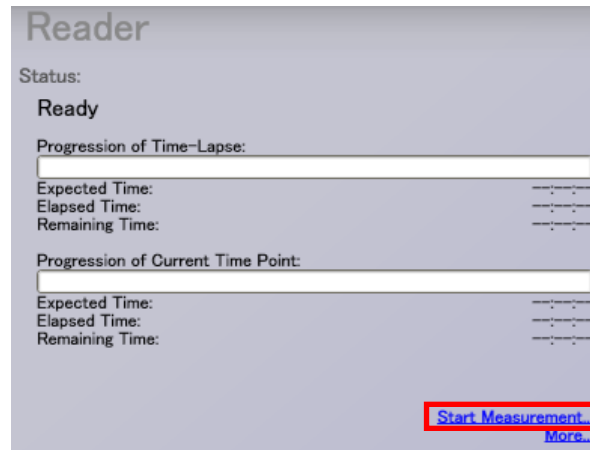 Reader
Status:
Ready
Progression of Time-Lapse:
Expected Time: --:--:--
Elapsed Time: --:--:--
Remaining Time: --:--:--
Progression of Current Time Point:
Expected Time: --:--:--
Elapsed Time: --:--:--
Remaining Time: --:--:--
Start Measurement...
More...